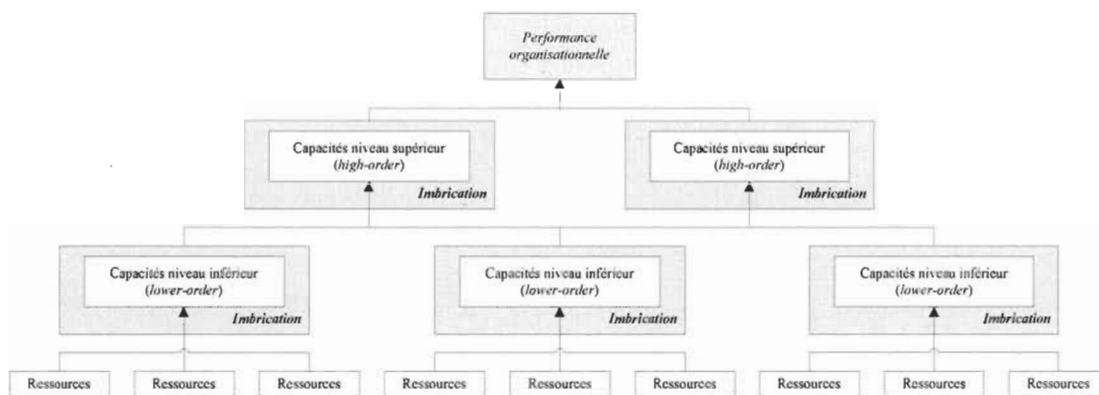 Performance
organisationnelle
Capacités niveau supérieur
(high-order)
Imbrication
Capacités niveau supérieur
(high-order)
Imbrication
Capacités niveau inférieur
(lower-order)
Imbrication
Capacités niveau inférieur
(lower-order)
Imbrication
Capacités niveau inférieur
(lower-order)
Imbrication
Ressources
Ressources
Ressources
Ressources
Ressources
Ressources
Ressources
Ressources
Ressources